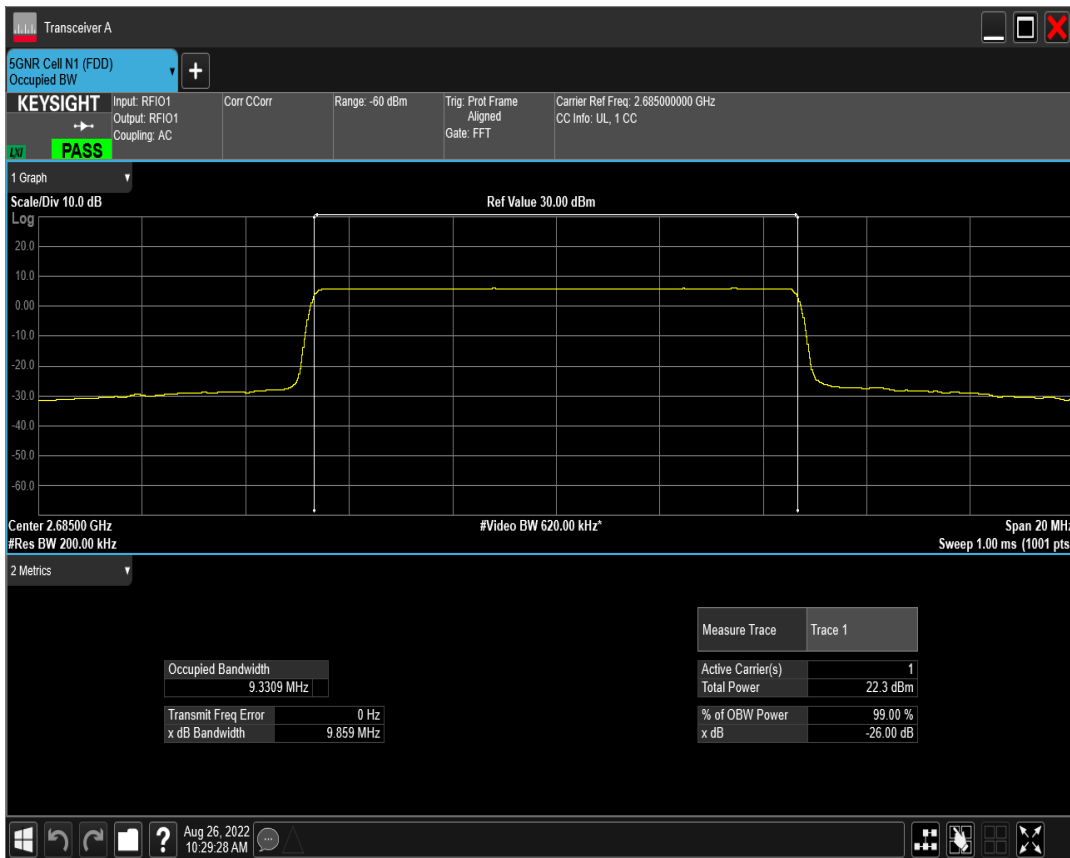 Transceiver A
5GNR Cell N1 (FDD)
Occupied BW
+
KEYSIGHT
LXI
PASS
Input: RFIO1
Output: RFIO1
Coupling: AC
Corr CCorr
Range: -60 dBm
Trig: Prot Frame
Aligned
Gate: FFT
Carrier Ref Freq: 2.685000000 GHz
CC Info: UL, 1 CC
1 Graph
Scale/Div 10.0 dB
Ref Value 30.00 dBm
Log
20.0
10.0
0.00
-10.0
-20.0
-30.0
-40.0
-50.0
-60.0
Center 2.68500 GHz
#Video BW 620.00 kHz*
Span 20 MHz
#Res BW 200.00 kHz
Sweep 1.00 ms (1001 pts
2 Metrics
Measure Trace Trace 1
Occupied Bandwidth
9.3309 MHz
Active Carrier(s) 1
Total Power 22.3 dBm
Transmit Freq Error 0 Hz
x dB Bandwidth 9.859 MHz
% of OBW Power 99.00 %
x dB -26.00 dB
?
Aug 26, 2022
10:29:28 AM